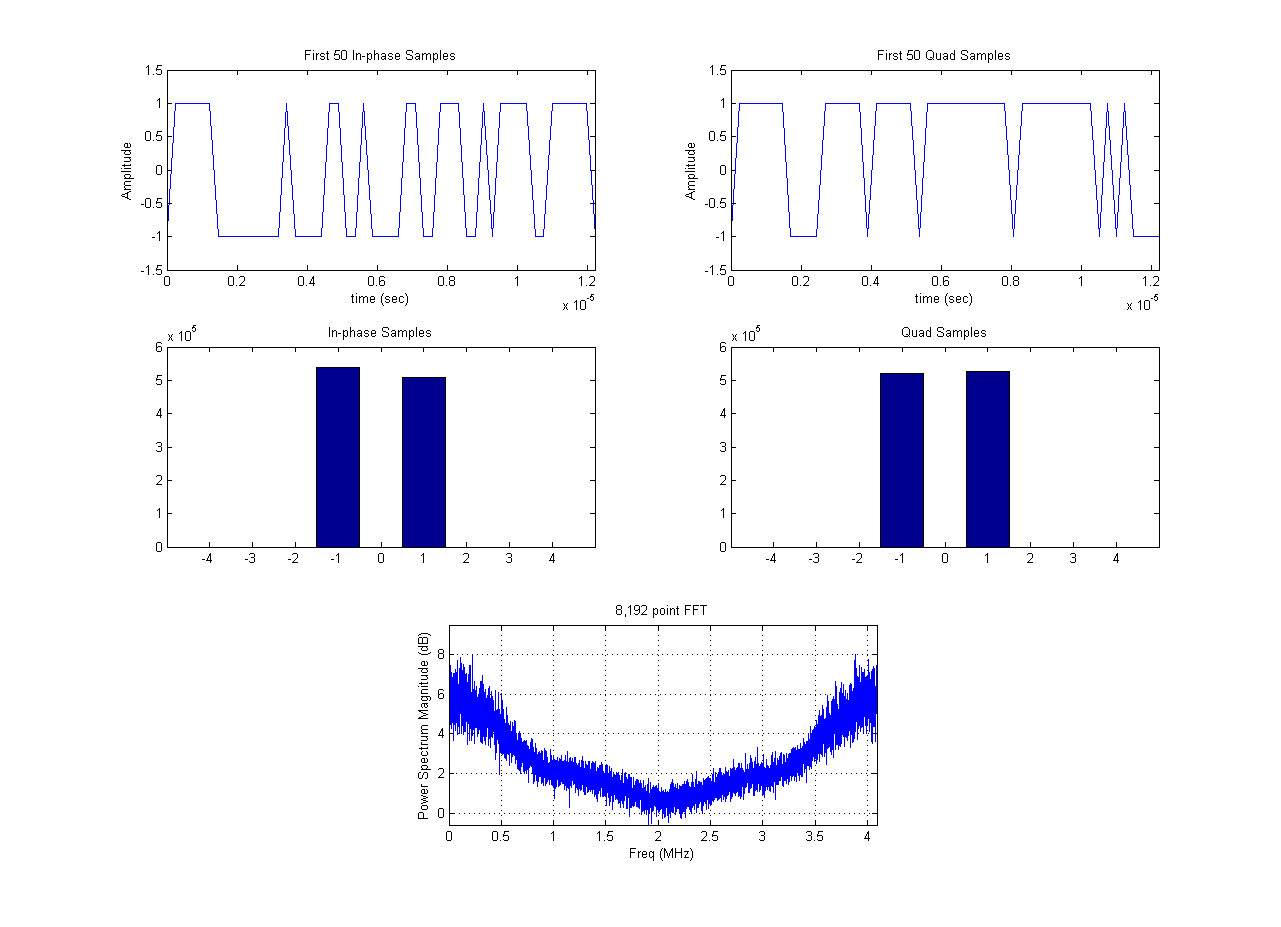 First 50 In-phase Samples
1.5
1
0.5
0
-0.5
-1
-1.5
Amplitude
0 0.2 0.4 0.6 0.8 1 1.2
time (sec)
x 10^-5
First 50 Quad Samples
1.5
1
0.5
0
-0.5
-1
-1.5
Amplitude
0 0.2 0.4 0.6 0.8 1 1.2
time (sec)
x 10^-5
In-phase Samples
x 10^5
6
5
4
3
2
1
0
-4 -3 -2 -1 0 1 2 3 4
Quad Samples
x 10^5
6
5
4
3
2
1
0
-4 -3 -2 -1 0 1 2 3 4
8,192 point FFT
8
6
4
2
0
Power Spectrum Magnitude (dB)
0 0.5 1 1.5 2 2.5 3 3.5 4
Freq (MHz)